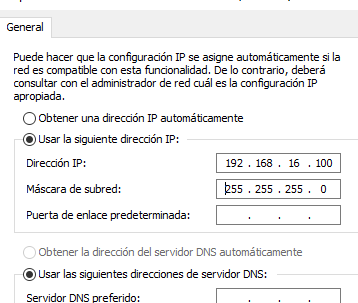 General
Puede hacer que la configuración IP se asigne automáticamente si la
red es compatible con esta funcionalidad. De lo contrario, deberá
consultar con el administrador de red cuál es la configuración IP
apropiada.
Obtener una dirección IP automáticamente
Usar la siguiente dirección IP:
Dirección IP: 192 . 168 . 16 . 100
Máscara de subred: 255 . 255 . 255 . 0
Puerta de enlace predeterminada: . . .
Obtener la dirección del servidor DNS automáticamente
Usar las siguientes direcciones de servidor DNS:
Servidor DNS preferido: . . .